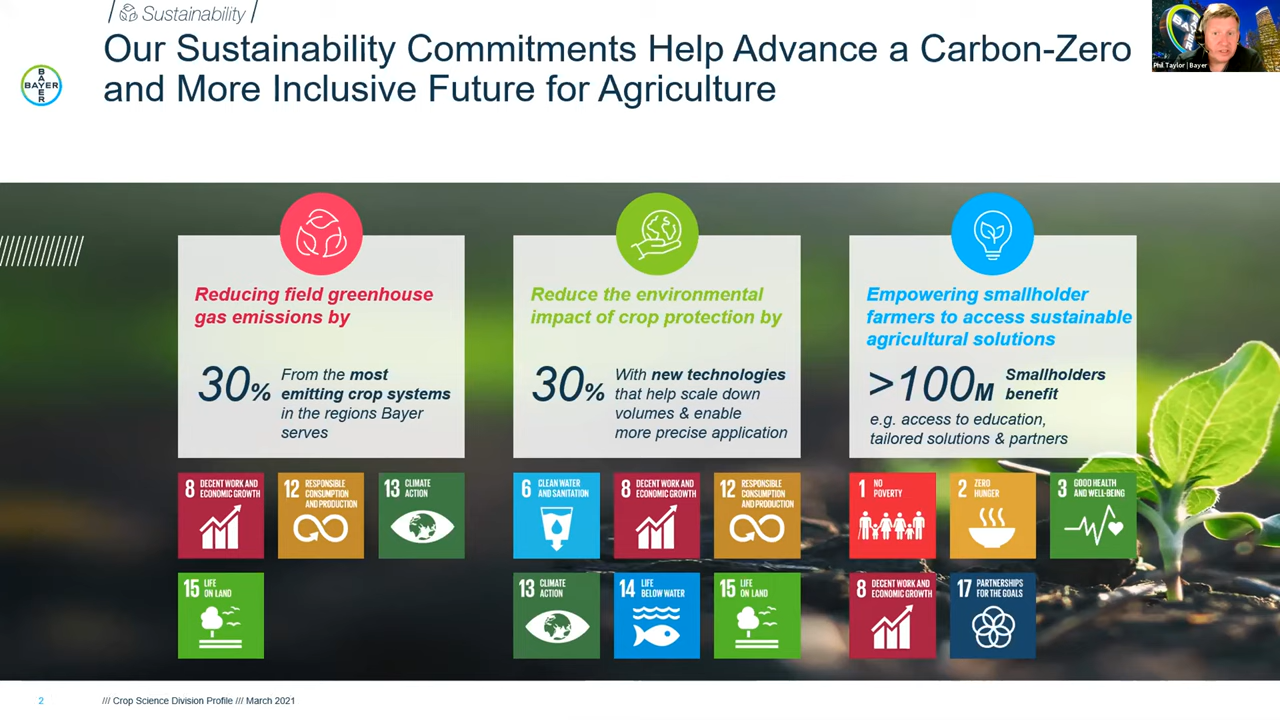 Sustainability
Our Sustainability Commitments Help Advance a Carbon-Zero
and More Inclusive Future for Agriculture
BAYER
BAYER
BAYER
BAYER
Phil Taylor | Bayer
Reducing field greenhouse
gas emissions by
30%
From the most
emitting crop systems
in the regions Bayer
serves
8 DECENT WORK AND
ECONOMIC GROWTH
12 RESPONSIBLE
CONSUMPTION
AND PRODUCTION
13 CLIMATE
ACTION
15 LIFE
ON LAND
Reduce the environmental
impact of crop protection by
30%
With new technologies
that help scale down
volumes & enable
more precise application
6 CLEAN WATER
AND SANITATION
8 DECENT WORK AND
ECONOMIC GROWTH
12 RESPONSIBLE
CONSUMPTION
AND PRODUCTION
13 CLIMATE
ACTION
14 LIFE
BELOW WATER
15 LIFE
ON LAND
Empowering smallholder
farmers to access sustainable
agricultural solutions
>100M
Smallholders
benefit
e.g. access to education,
tailored solutions & partners
1 NO
POVERTY
2 ZERO
HUNGER
3 GOOD HEALTH
AND WELL-BEING
8 DECENT WORK AND
ECONOMIC GROWTH
17 PARTNERSHIPS
FOR THE GOALS
2
/// Crop Science Division Profile /// March 2021